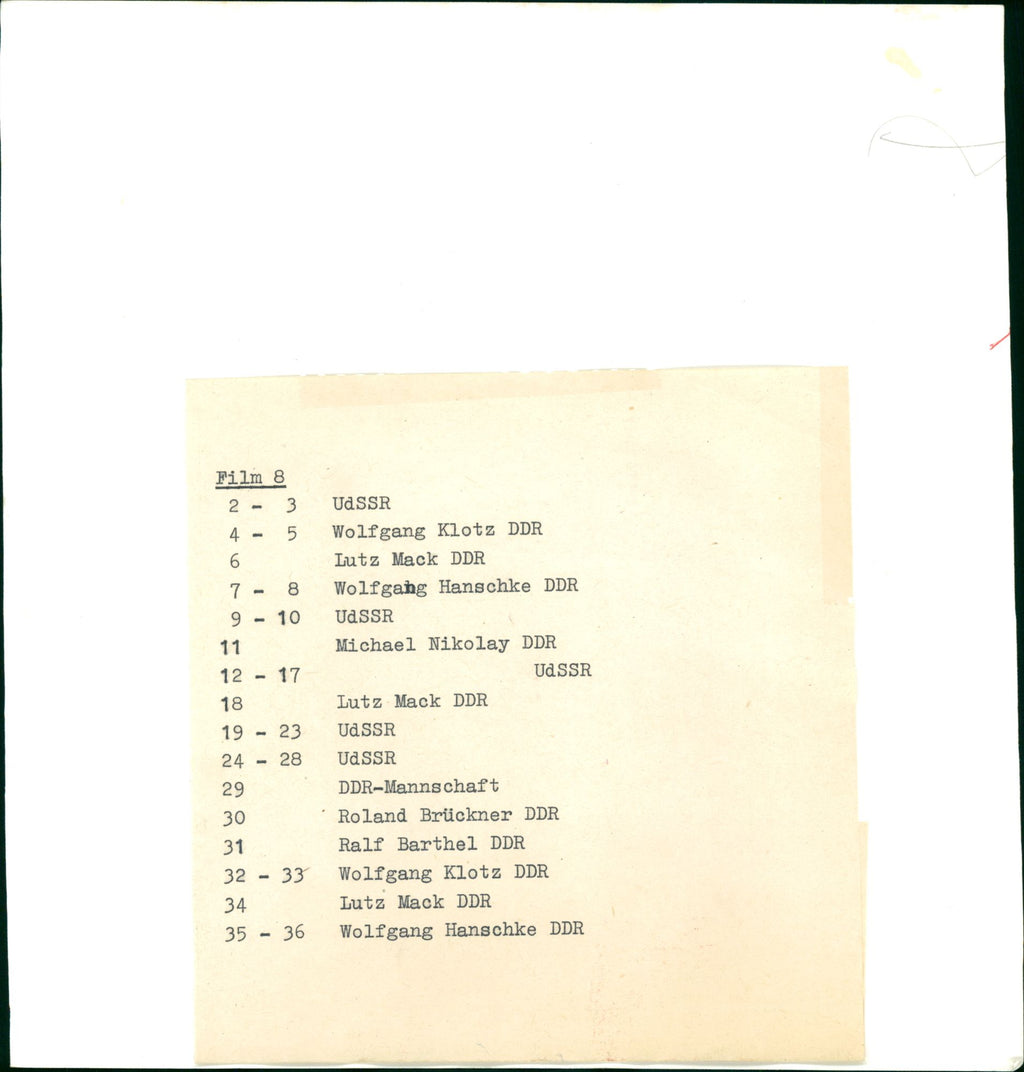 Film 8
2 - 3 UdSSR
4 - 5 Wolfgang Klotz DDR
6 Lutz Mack DDR
7 - 8 Wolfgang Hanschke DDR
9 - 10 UdSSR
11 Michael Nikolay DDR
12 - 17 UdSSR
18 Lutz Mack DDR
19 - 23 UdSSR
24 - 28 UdSSR
29 DDR-Mannschaft
30 Roland Brückner DDR
31 Ralf Barthel DDR
32 - 33 Wolfgang Klotz DDR
34 Lutz Mack DDR
35 - 36 Wolfgang Hanschke DDR